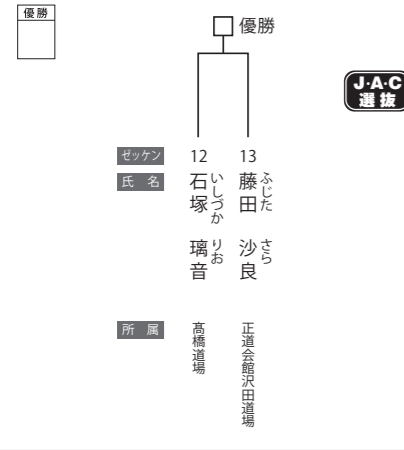 優勝
優勝
J·A·C
選抜
ゼッケン 12 13
氏 名 石塚 璃音 いしづか りお 藤田 沙良 ふじた さら
所 属 髙橋道場 正道会館沢田道場